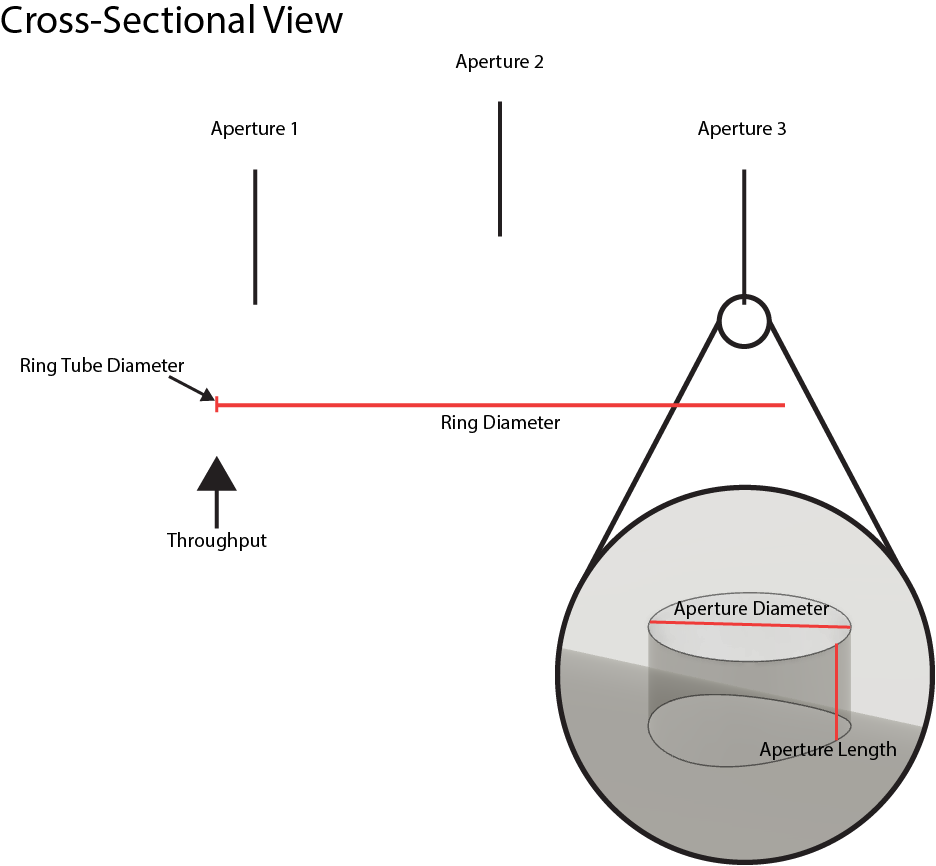 Cross-Sectional View
Aperture 2
Aperture 1
Aperture 3
Ring Tube Diameter
Ring Diameter
Throughput
Aperture Diameter
Aperture Length